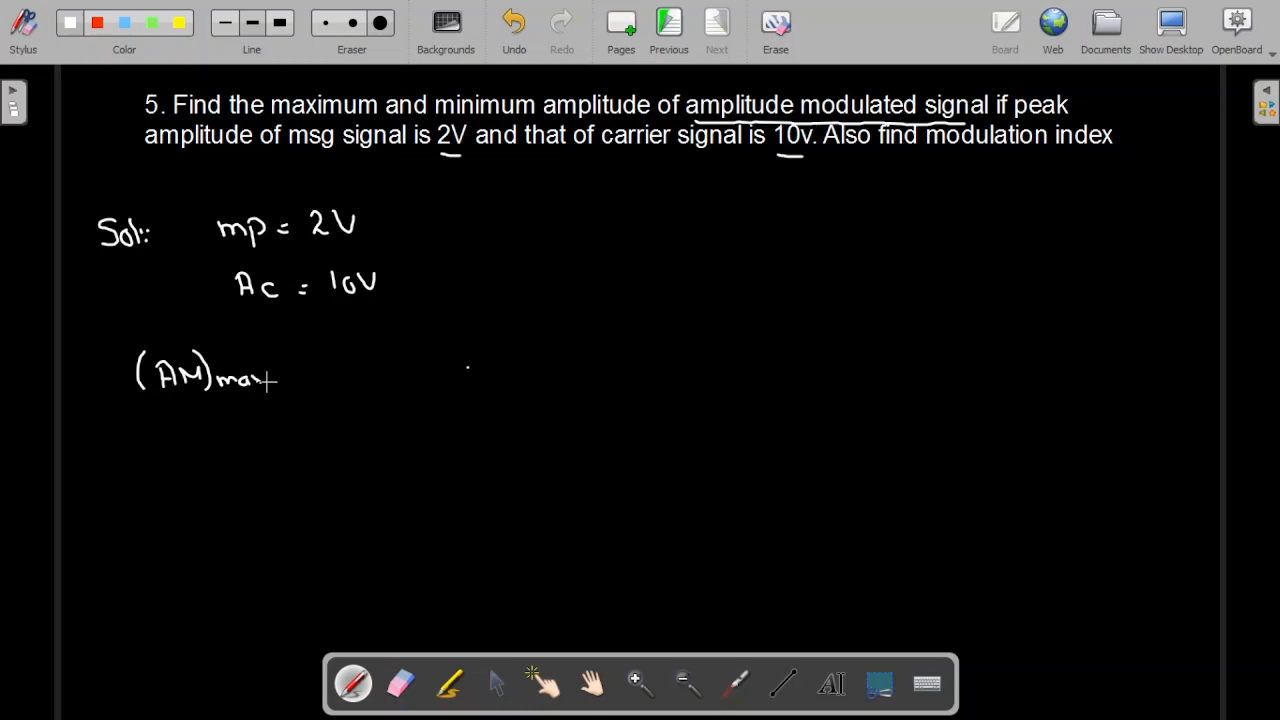 Stylus Color Line Eraser Backgrounds Undo Redo Pages Previous Next Erase Board Web Documents Show Desktop OpenBoard
5. Find the maximum and minimum amplitude of amplitude modulated signal if peak
amplitude of msg signal is 2V and that of carrier signal is 10v. Also find modulation index
Sol:: mp = 2V
Ac = 10V
(AM)max
AI